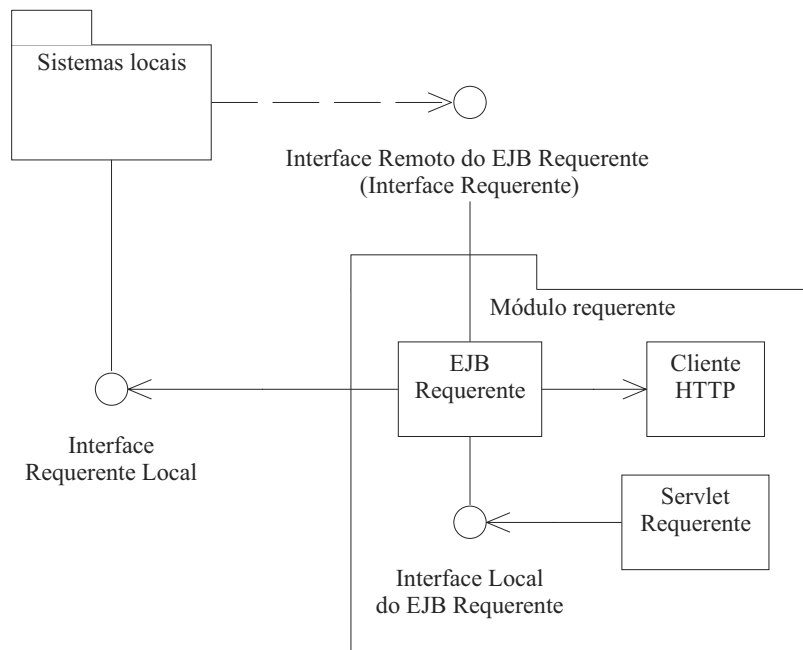 Sistemas locais
Interface Remoto do EJB Requerente
(Interface Requerente)
Módulo requerente
EJB
Requerente
Cliente
HTTP
Interface
Requerente Local
Servlet
Requerente
Interface Local
do EJB Requerente